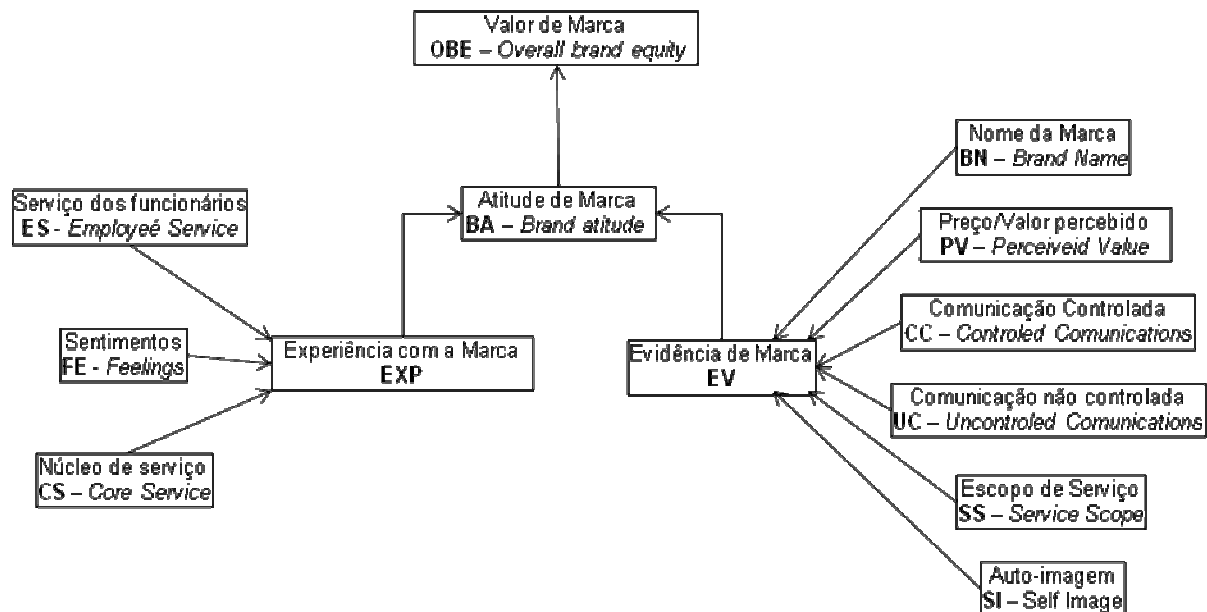 Valor de Marca
OBE – Overall brand equity
Nome da Marca
BN – Brand Name
Atitude de Marca
BA – Brand atitude
Serviço dos funcionários
ES - Employeé Service
Preço/Valor percebido
PV – Perceiveid Value
Comunicação Controlada
CC – Controled Comunications
Sentimentos
FE - Feelings
Experiência com a Marca
EXP
Evidência de Marca
EV
Comunicação não controlada
UC – Uncontroled Comunications
Núcleo de serviço
CS – Core Service
Escopo de Serviço
SS – Service Scope
Auto-imagem
SI – Self Image